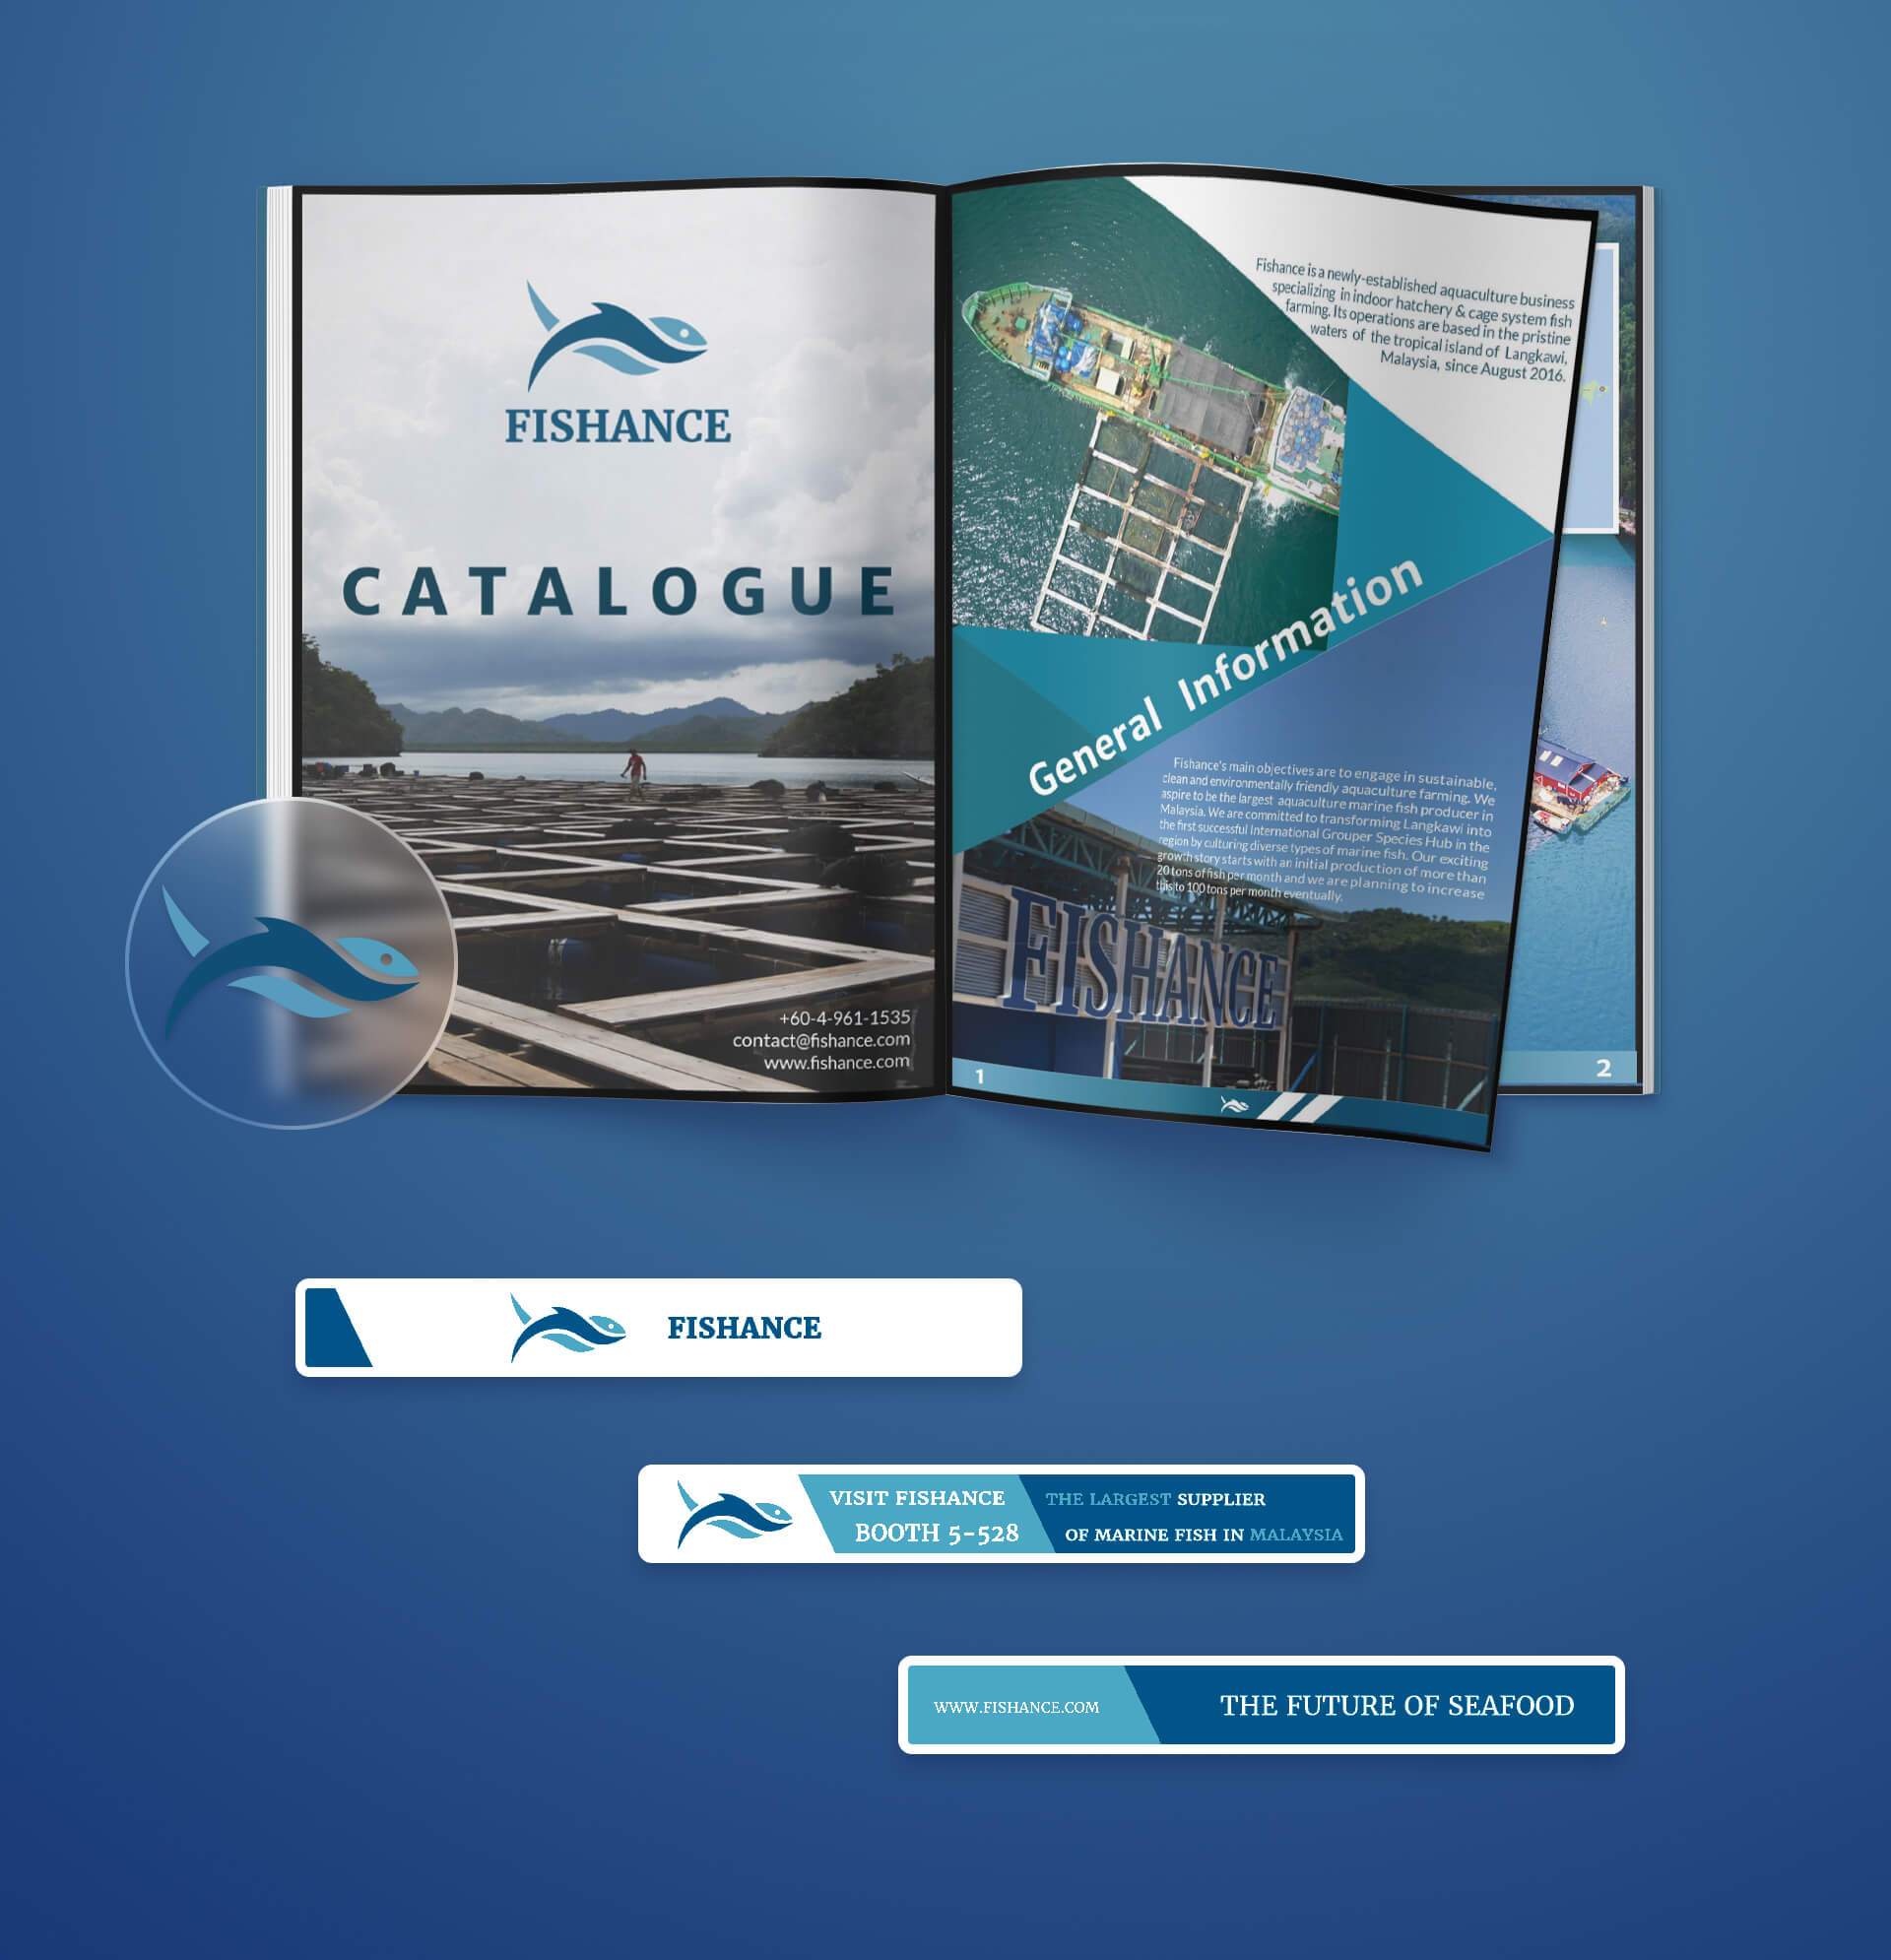 FISHANCE
CATALOGUE
+60-4-961-1535
contact@fishance.com
www.fishance.com
Fishance is a newly-established aquaculture business
specializing in indoor hatchery & cage system fish
farming. Its operations are based in the pristine
waters of the tropical island of Langkawi,
Malaysia, since August 2016.
General Information
Fishance's main objectives are to engage in sustainable,
clean and environmentally friendly aquaculture farming. We
aspire to be the largest aquaculture marine fish producer in
Malaysia. We are committed to transforming Langkawi into
the first successful International Grouper Species Hub in the
region by culturing diverse types of marine fish. Our exciting
growth story starts with an initial production of more than
20 tons of fish per month and we are planning to increase
this to 100 tons per month eventually.
FISHANCE
1
2
FISHANCE
VISIT FISHANCE
BOOTH 5-528
THE LARGEST SUPPLIER
OF MARINE FISH IN MALAYSIA
WWW.FISHANCE.COM
THE FUTURE OF SEAFOOD